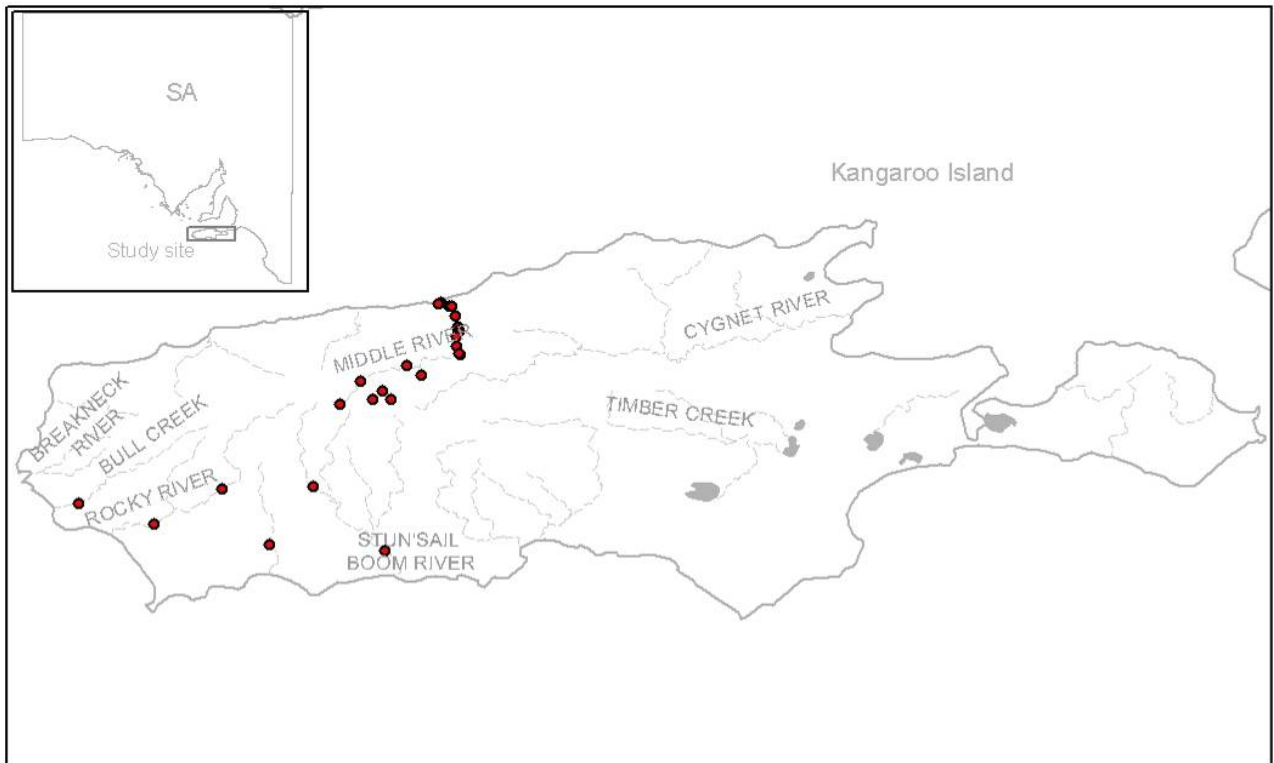 SA
Study site
Kangaroo Island
CYGNET RIVER
MIDDLE RIVER
BREAKNECK
RIVER
BULL CREEK
TIMBER CREEK
ROCKY RIVER
STUN'SAIL
BOOM RIVER